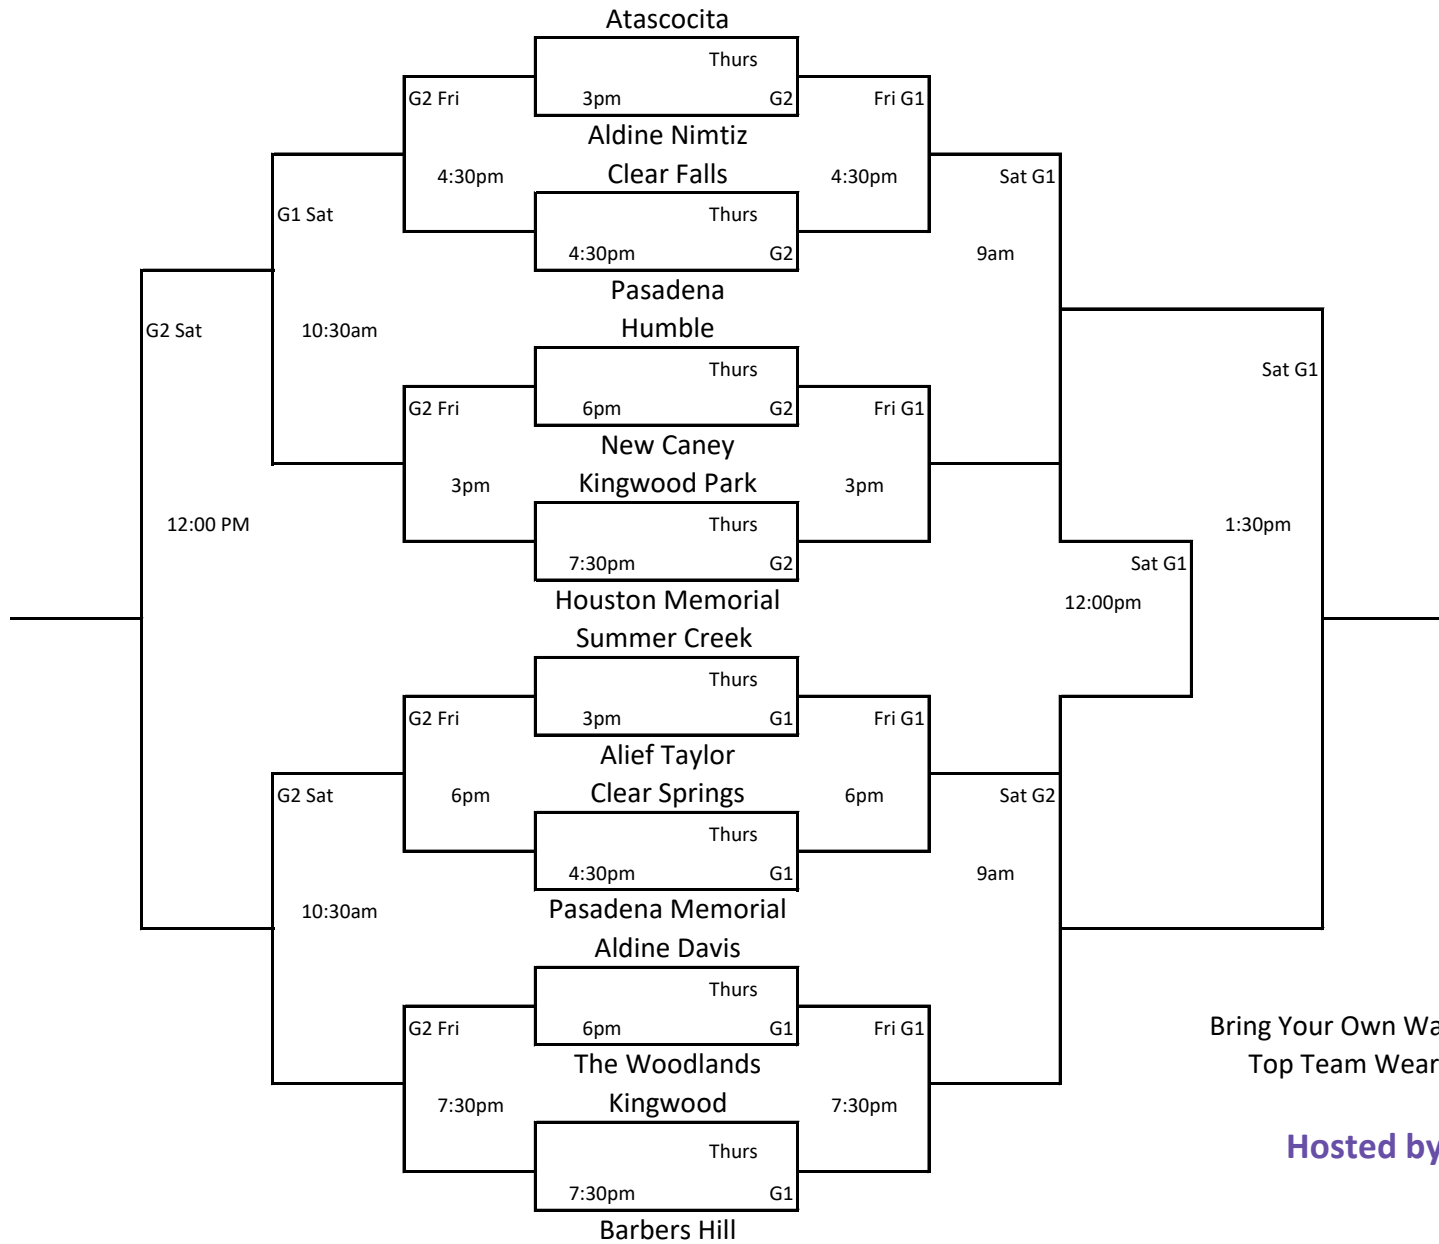 Atascocita
Thurs
G2 Fri 3pm G2 Fri G1
Aldine Nimtiz
4:30pm Clear Falls 4:30pm Sat G1
G1 Sat Thurs
4:30pm G2 9am
Pasadena
G2 Sat 10:30am Humble
Thurs Sat G1
G2 Fri 6pm G2 Fri G1
New Caney
3pm Kingwood Park 3pm
12:00 PM Thurs 1:30pm
7:30pm G2 Sat G1
Houston Memorial 12:00pm
Summer Creek
Thurs
G2 Fri 3pm G1 Fri G1
Alief Taylor
G2 Sat 6pm Clear Springs 6pm Sat G2
Thurs
4:30pm G1 9am
10:30am Pasadena Memorial
Aldine Davis
Thurs
G2 Fri 6pm G1 Fri G1 Bring Your Own
The Woodlands Top Team Wear
7:30pm Kingwood 7:30pm
Thurs Hosted by
7:30pm G1
Barbers Hill